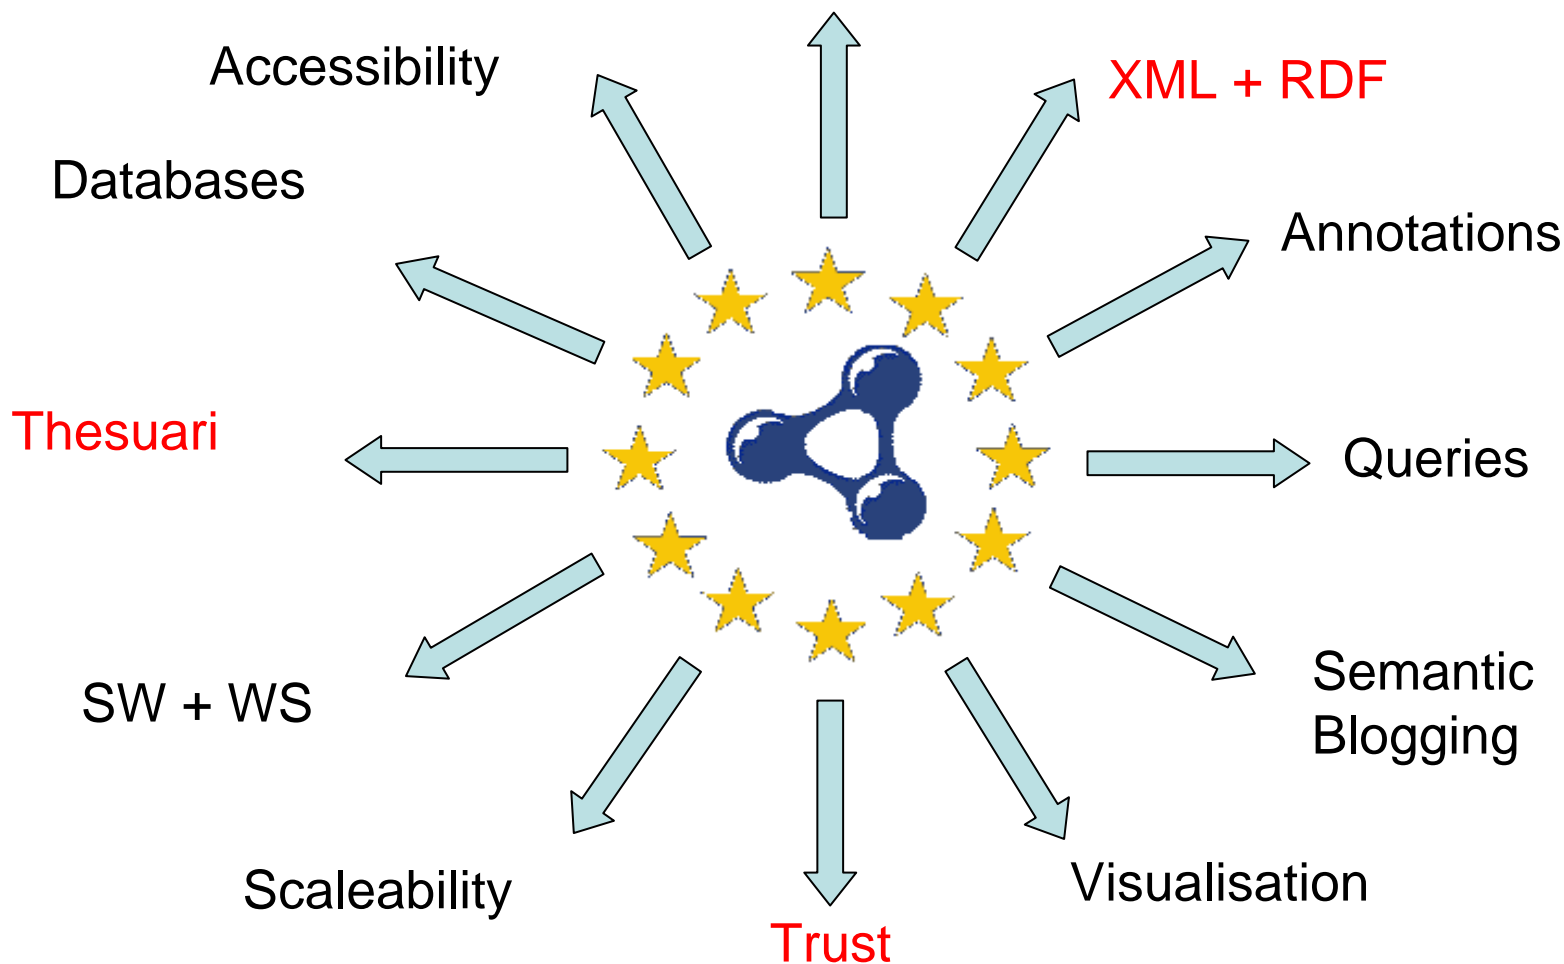 Accessibility
XML + RDF
Databases
Annotations
Thesuari
Queries
SW + WS
Semantic
Blogging
Scaleability
Visualisation
Trust